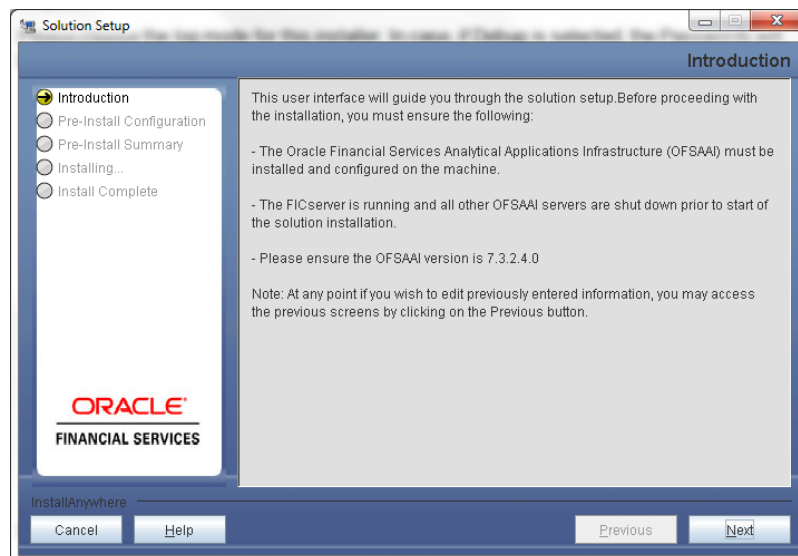 Solution Setup
Introduction
Introduction
Pre-Install Configuration
Pre-Install Summary
Installing...
Install Complete
ORACLE
FINANCIAL SERVICES
This user interface will guide you through the solution setup.Before proceeding with
the installation, you must ensure the following:
- The Oracle Financial Services Analytical Applications Infrastructure (OFSAAI) must be
installed and configured on the machine.
- The FICserver is running and all other OFSAAI servers are shut down prior to start of
the solution installation.
- Please ensure the OFSAAI version is 7.3.2.4.0
Note: At any point if you wish to edit previously entered information, you may access
the previous screens by clicking on the Previous button.
InstallAnywhere
Cancel
Help
Previous
Next